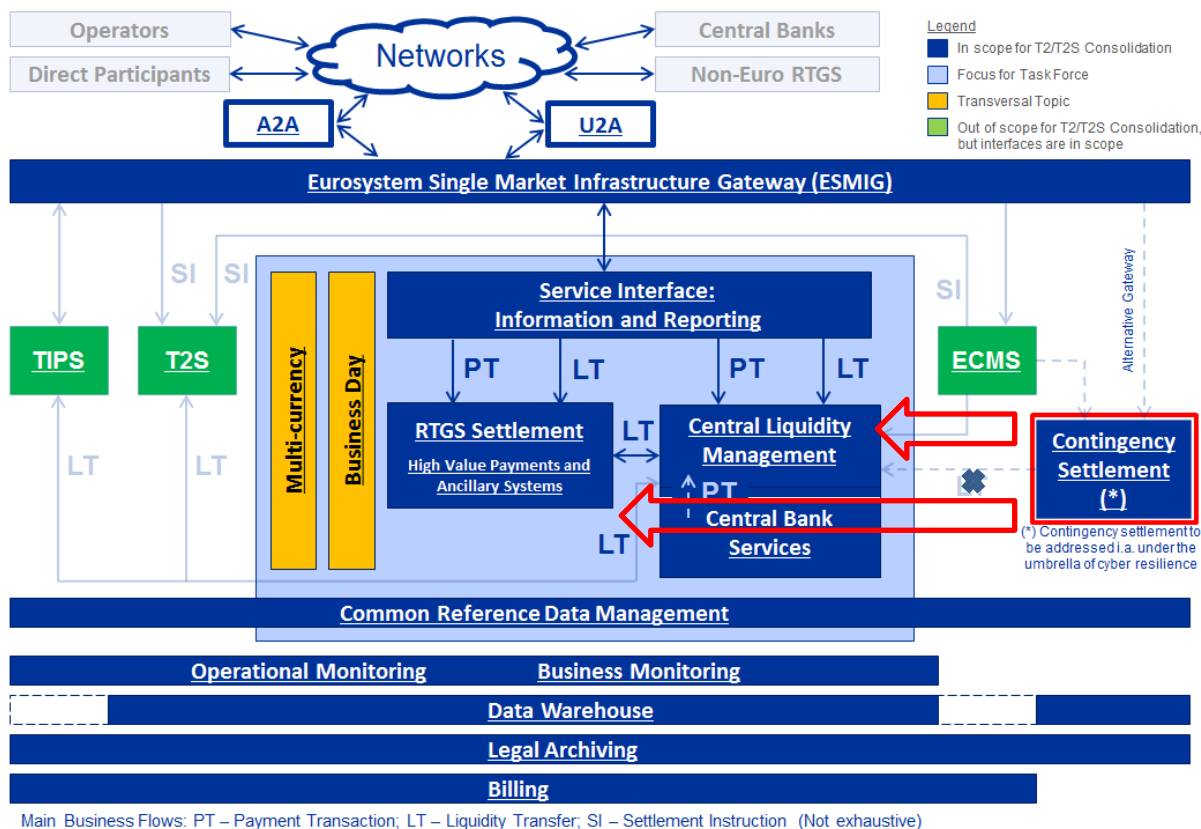 Operators
Direct Participants
Networks
Central Banks
Non-Euro RTGS
Legend
In scope for T2/T2S Consolidation
Focus for Task Force
Transversal Topic
Out of scope for T2/T2S Consolidation,
but interfaces are in scope
A2A
U2A
Eurosystem Single Market Infrastructure Gateway (ESMIG)
SI
SI
SI
Alternative Gateway
Multi-currency
Business Day
Service Interface:
Information and Reporting
TIPS
T2S
ECMS
PT
LT
PT
LT
RTGS Settlement
High Value Payments and
Ancillary Systems
LT
Central Liquidity
Management
Contingency
Settlement
(*)
LT
LT
PT
LT
LT
Central Bank
Services
(*) Contingency settlement to
be addressed i.a. under the
umbrella of cyber resilience
Common Reference Data Management
Operational Monitoring
Business Monitoring
Data Warehouse
Legal Archiving
Billing
Main Business Flows: PT – Payment Transaction; LT – Liquidity Transfer; SI – Settlement Instruction (Not exhaustive)